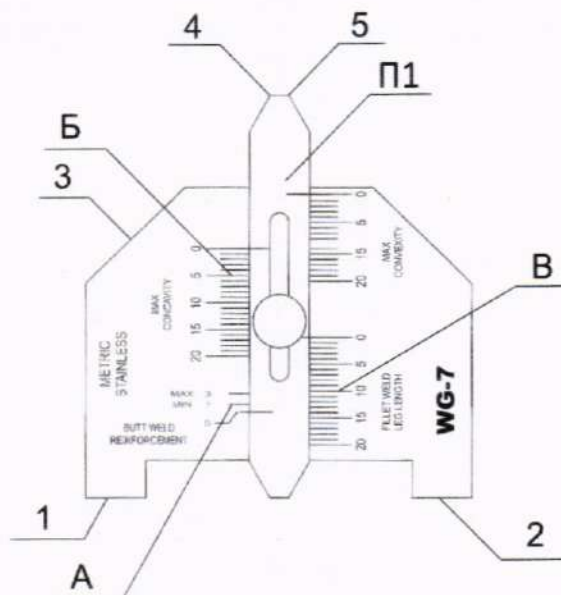 4
5
П1
Б
3
0
5
10
15
20
MAX
CONCAVITY
0
5
15
20
MAX
CONVEXITY
В
METRIC
STAINLESS
MAX 3
MIN
BUTT WELD
REINFORCEMENT
0
5
10
15
20
FILLET WELD
LEG LENGTH
WG-7
1
2
А